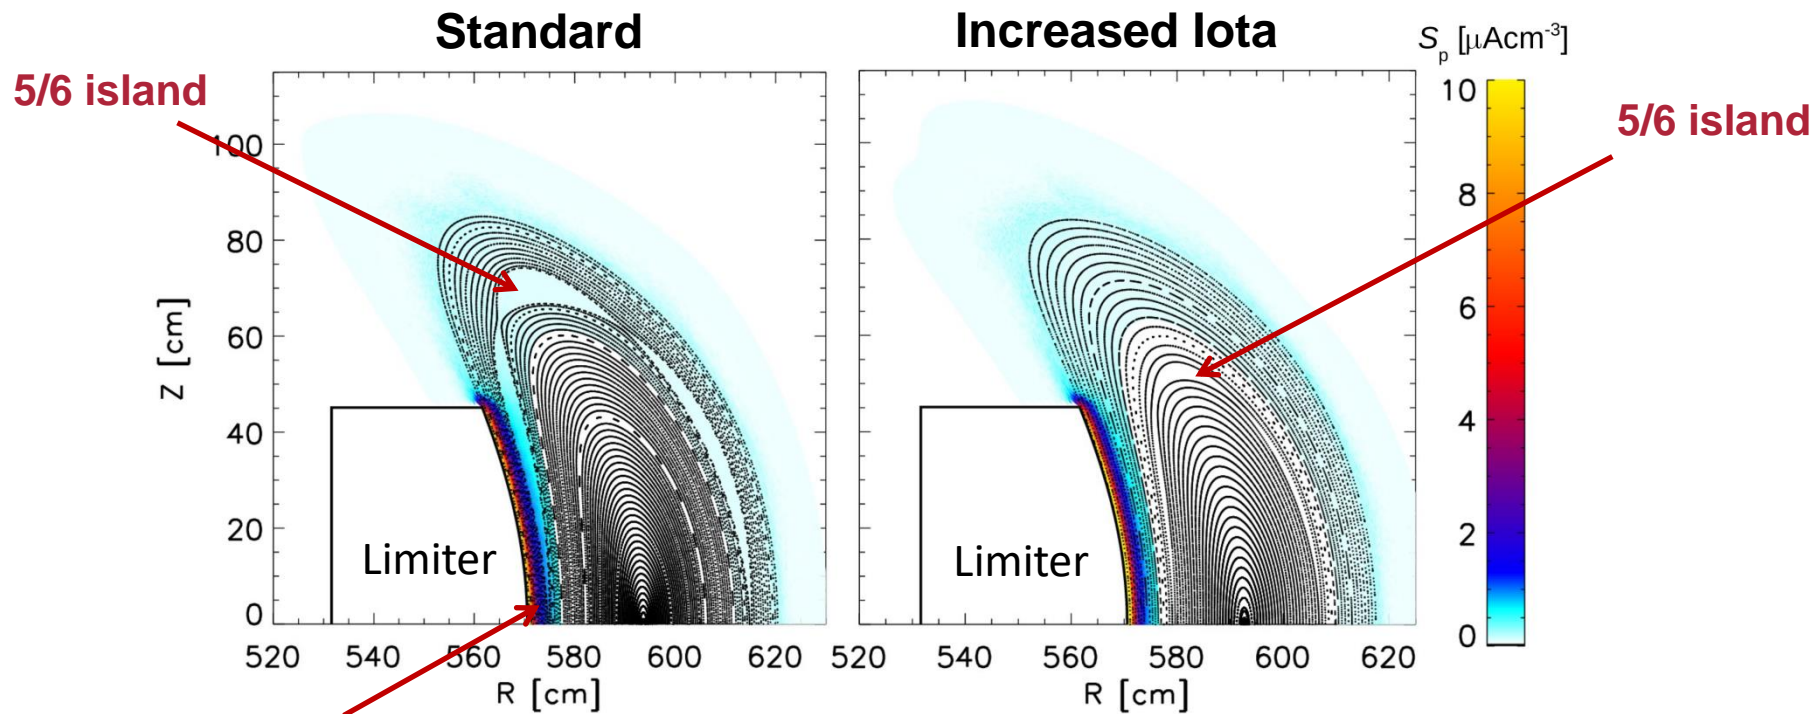 Standard
Increased Iota
S_p [μAcm⁻³]
5/6 island
5/6 island
100
80
60
40
20
0
Z [cm]
Limiter
Limiter
10
8
6
4
2
0
520 540 560 580 600 620
520 540 560 580 600 620
R [cm]
R [cm]